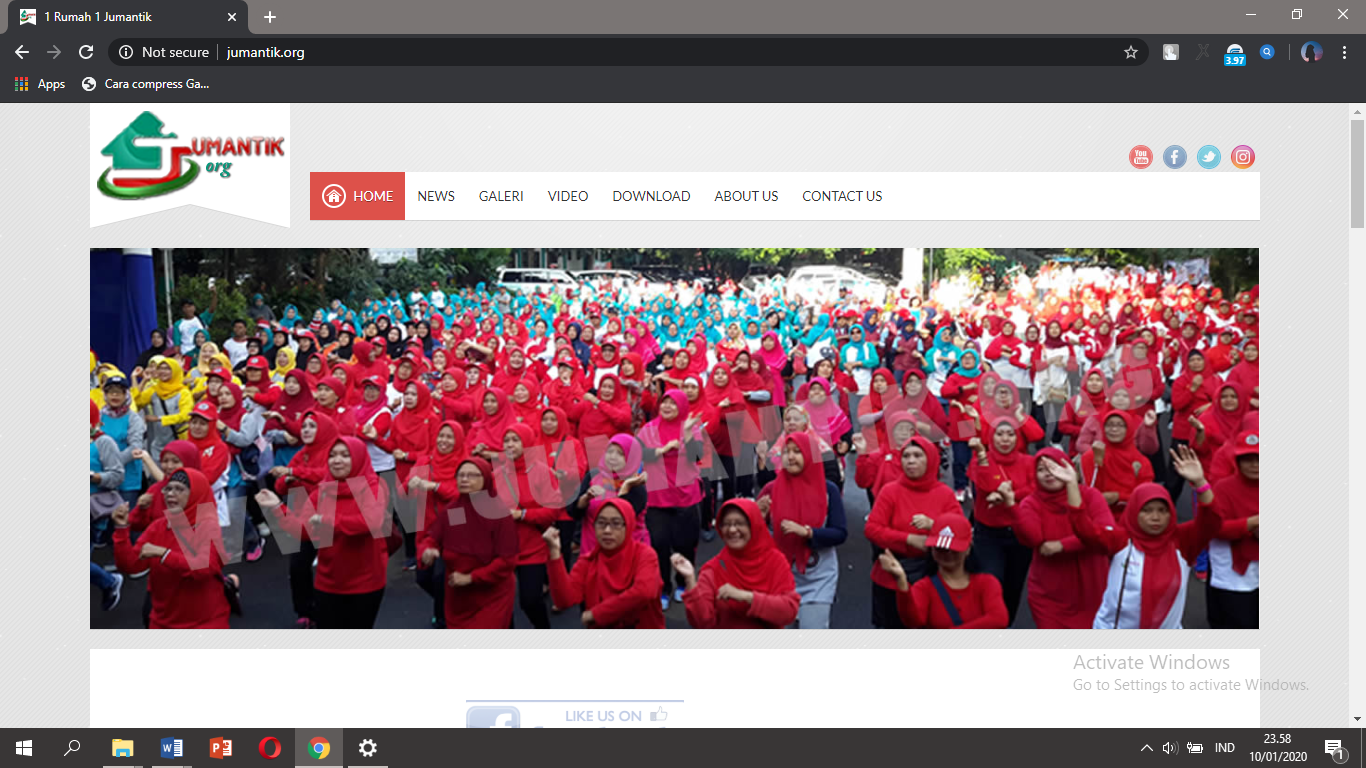 1 Rumah 1 Jumantik
Not secure
jumantik.org
3.97
Apps
Cara compress Ga...
JUMANTIK
org
You
Tube
HOME
NEWS
GALERI
VIDEO
DOWNLOAD
ABOUT US
CONTACT US
WWW.JUMANTIK.ORG
Activate Windows
Go to Settings to activate Windows.
LIKE US ON
IND
23.58
10/01/2020
1